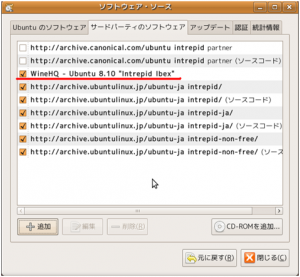 ソフトウェア・ソース
Ubuntu のソフトウェア サードパーティのソフトウェア アップデート 認証 統計情報
http://archive.canonical.com/ubuntu intrepid partner
http://archive.canonical.com/ubuntu intrepid partner (ソースコード)
WineHQ - Ubuntu 8.10 "Intrepid Ibex"
http://archive.ubuntulinux.jp/ubuntu-ja intrepid/
http://archive.ubuntulinux.jp/ubuntu-ja intrepid/ (ソースコード)
http://archive.ubuntulinux.jp/ubuntu-ja intrepid-ja/
http://archive.ubuntulinux.jp/ubuntu-ja intrepid-ja/ (ソースコード)
http://archive.ubuntulinux.jp/ubuntu-ja intrepid-non-free/
http://archive.ubuntulinux.jp/ubuntu-ja intrepid-non-free/ (ソース
追加 編集 削除(R) CD-ROMを追加...
元に戻す(R) 閉じる(C)